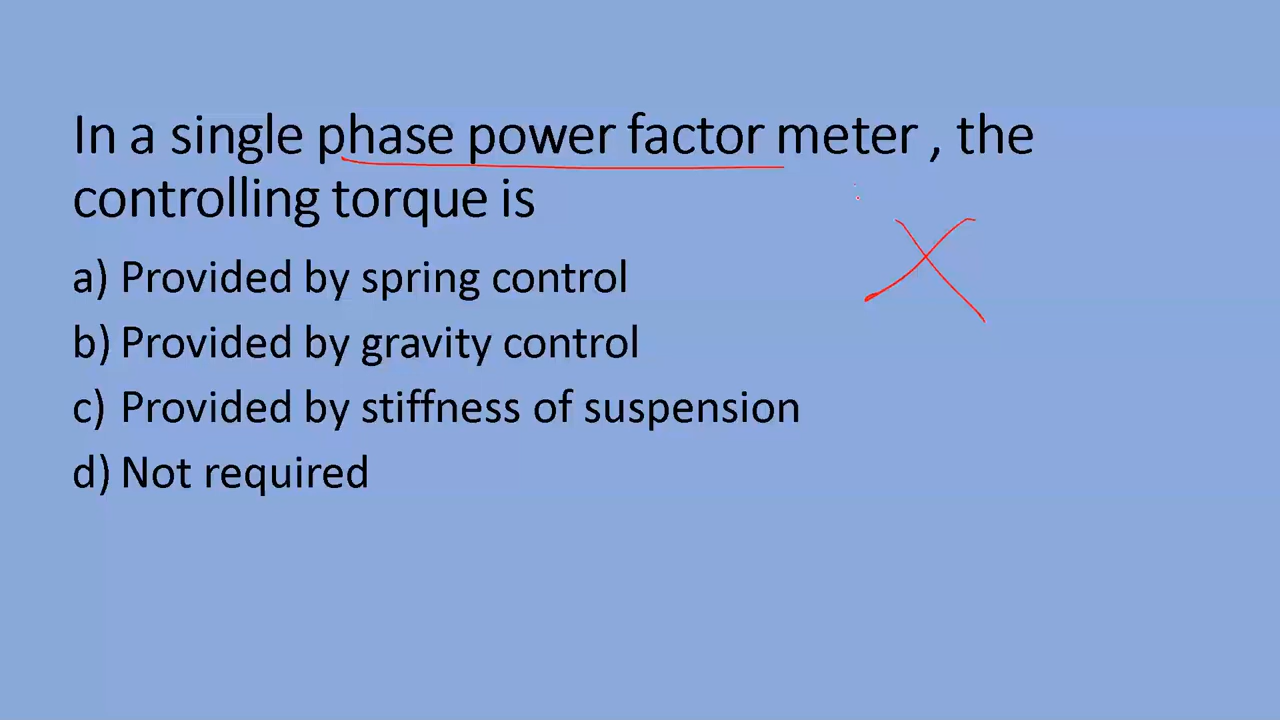 In a single phase power factor meter , the
controlling torque is
a) Provided by spring control
b) Provided by gravity control
c) Provided by stiffness of suspension
d) Not required